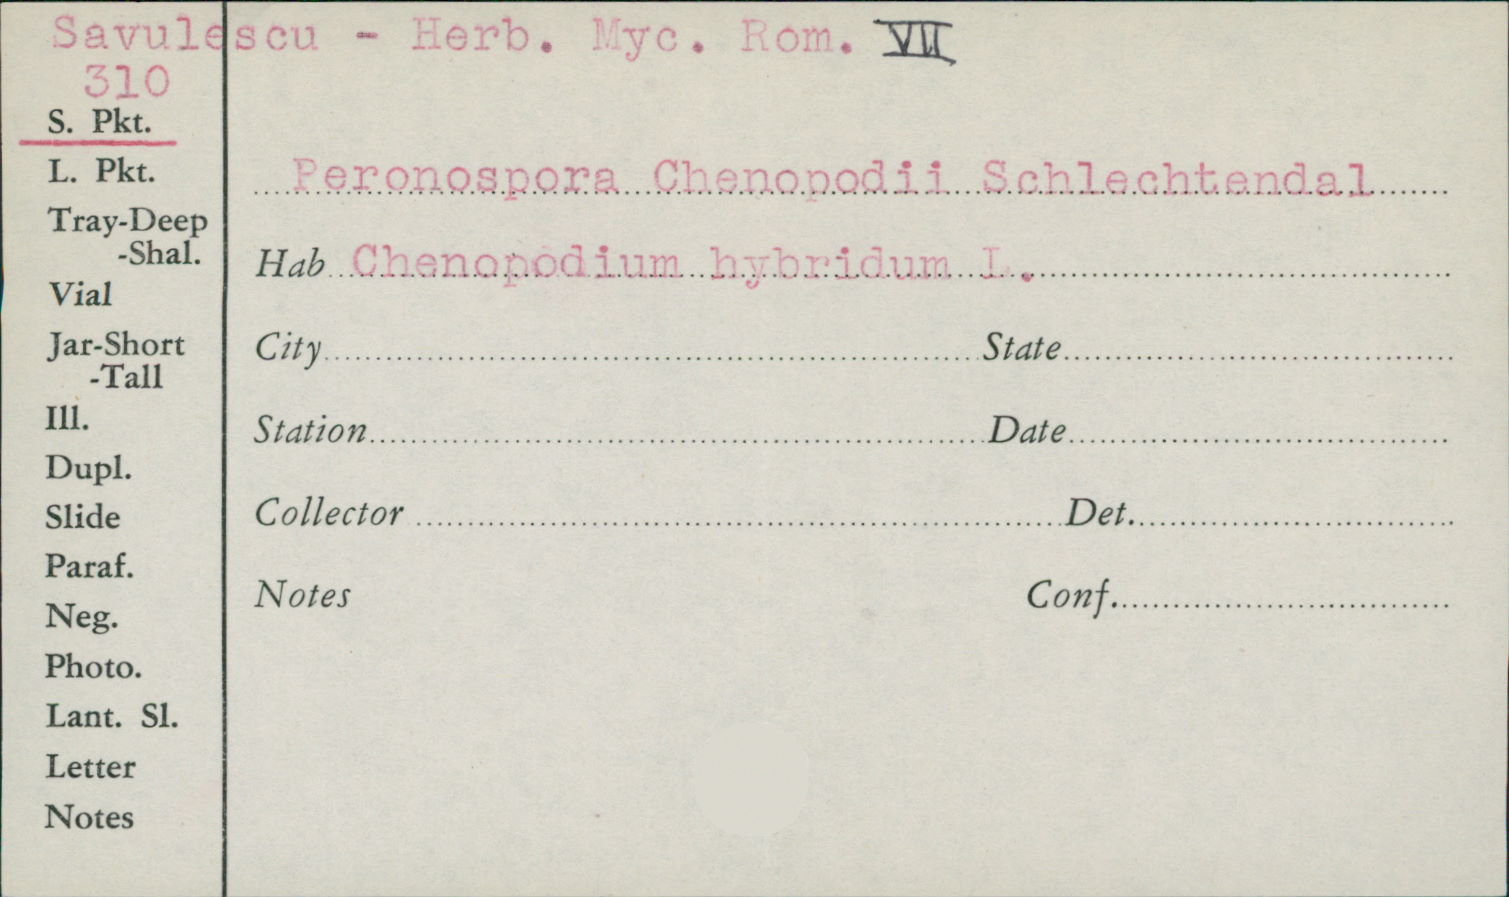 Savulescu - Herb. Myc. Rom. VII
310
S. Pkt.
L. Pkt.
Tray-Deep
-Shal.
Vial
Jar-Short
-Tall
Ill.
Dupl.
Slide
Paraf.
Neg.
Photo.
Lant. Sl.
Letter
Notes
Peronospora Chenopodii Schlechtendal
Hab Chenopodium hybridum L.
City State
Station Date
Collector Det.
Notes Conf.